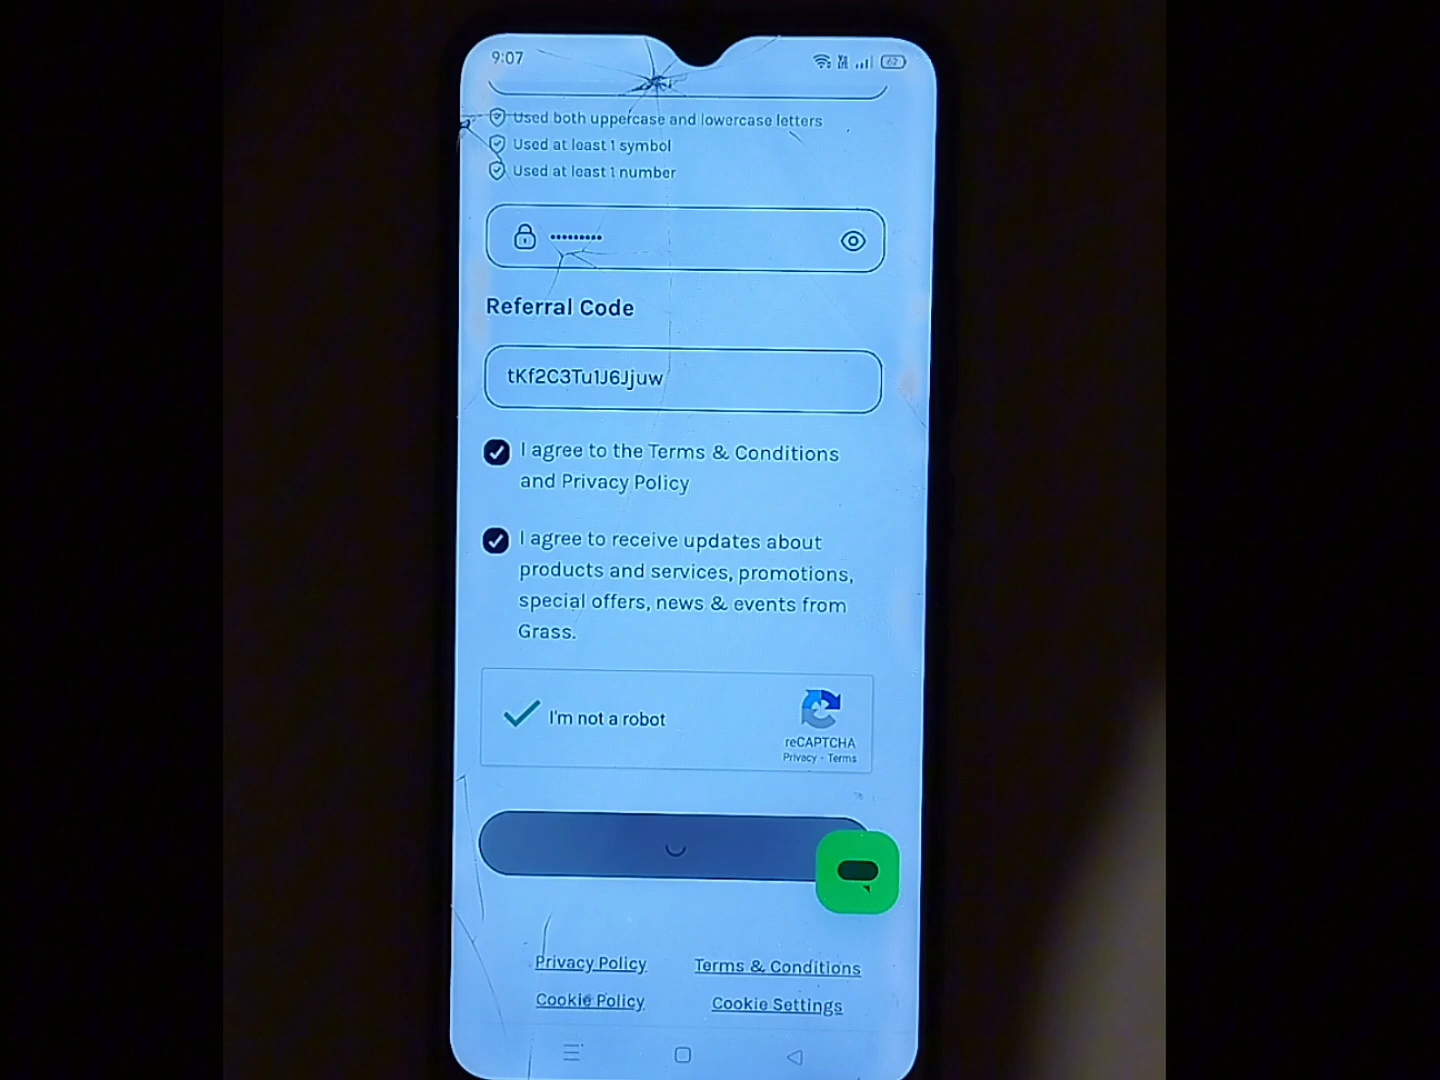 9:07
62
Used both uppercase and lowercase letters
Used at least 1 symbol
Used at least 1 number
•••••••••
Referral Code
tKf2C3Tu1J6Jjuw
I agree to the Terms & Conditions
and Privacy Policy
I agree to receive updates about
products and services, promotions,
special offers, news & events from
Grass.
I'm not a robot
reCAPTCHA
Privacy - Terms
Privacy Policy
Terms & Conditions
Cookie Policy
Cookie Settings